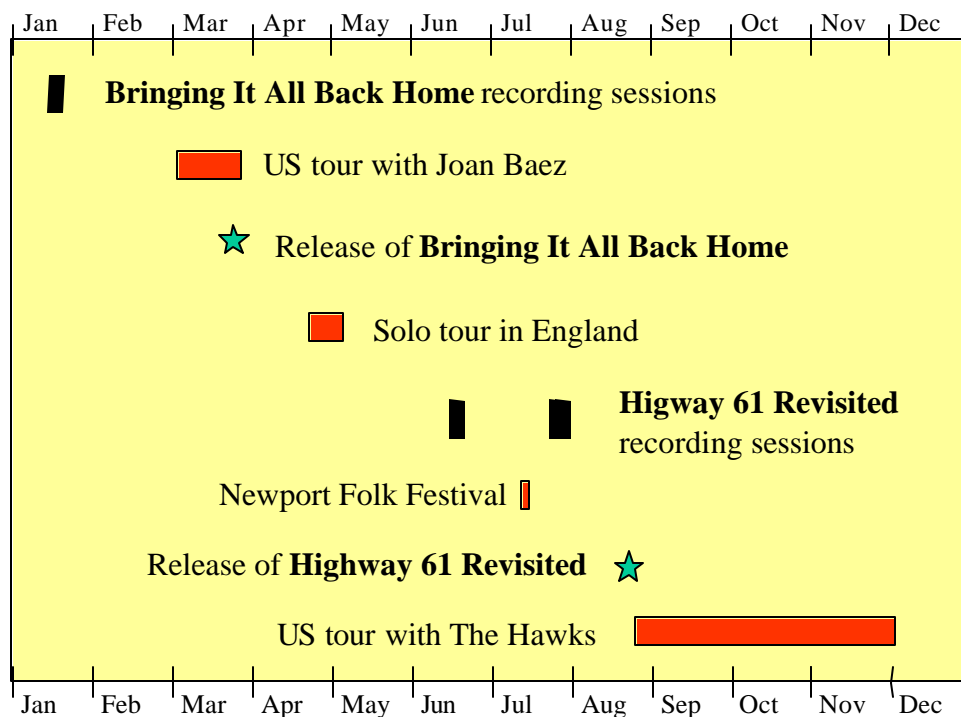 Jan Feb Mar Apr May Jun Jul Aug Sep Oct Nov Dec
Bringing It All Back Home recording sessions
US tour with Joan Baez
Release of Bringing It All Back Home
Solo tour in England
Higway 61 Revisited
recording sessions
Newport Folk Festival
Release of Highway 61 Revisited
US tour with The Hawks
Jan Feb Mar Apr May Jun Jul Aug Sep Oct Nov Dec